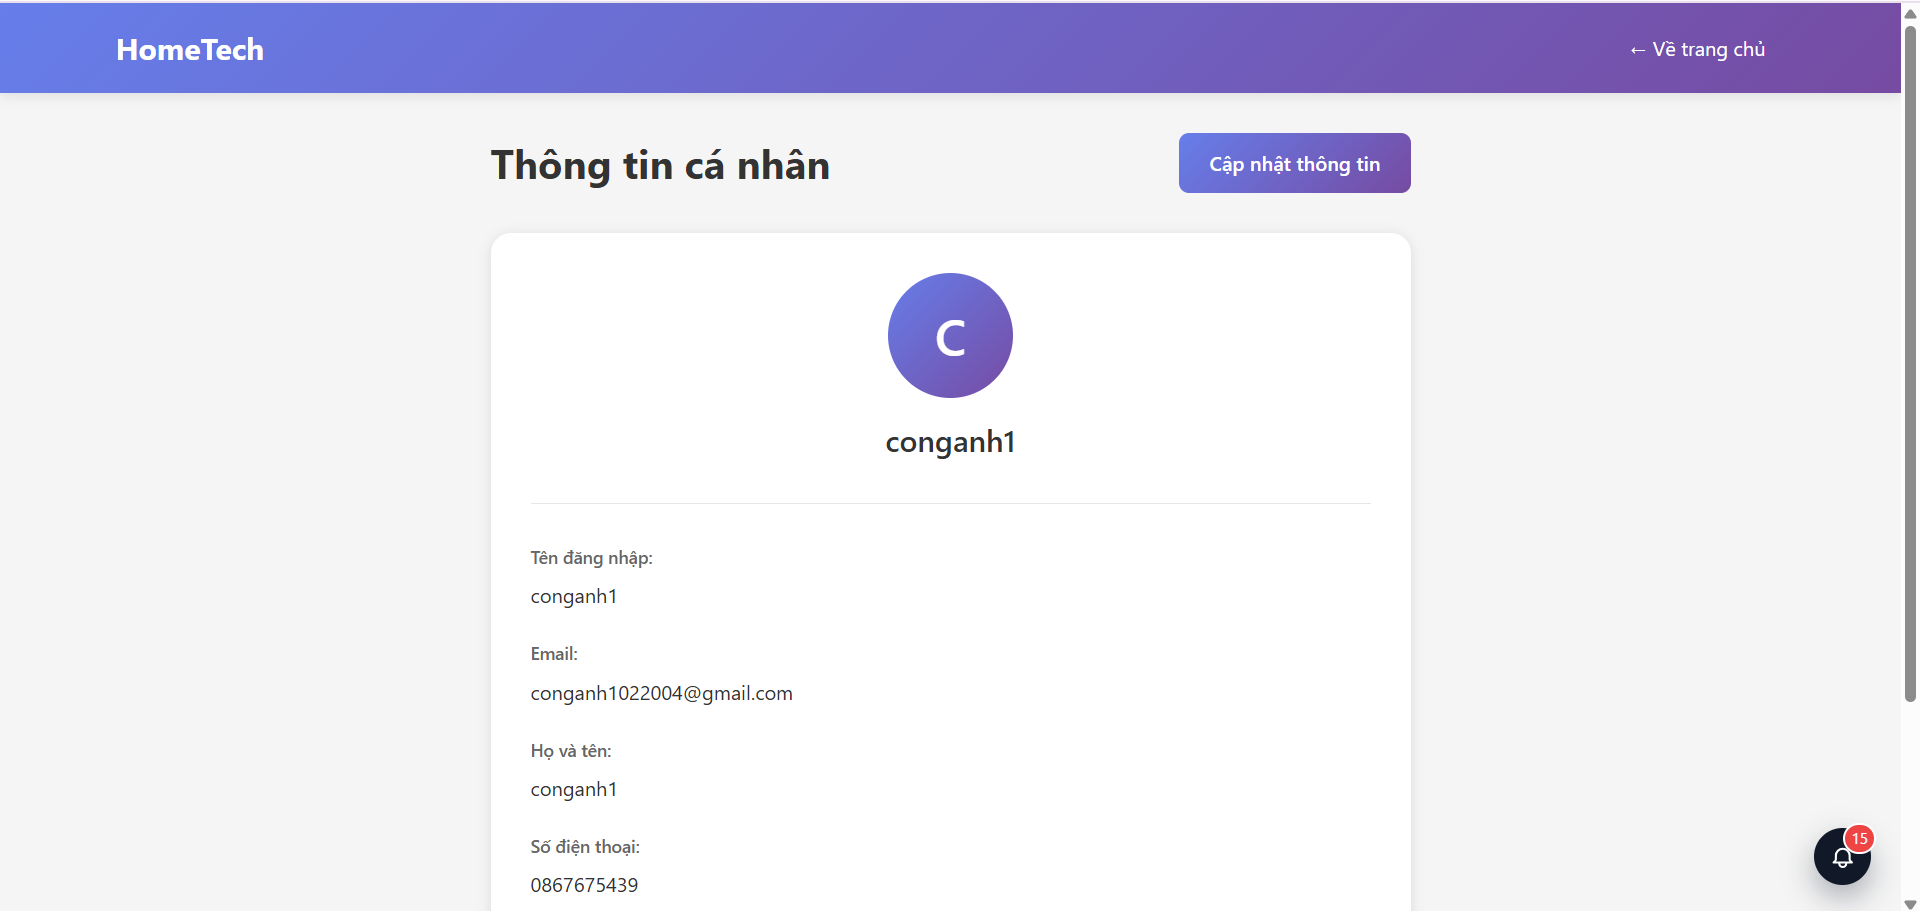 HomeTech
← Về trang chủ
Thông tin cá nhân
Cập nhật thông tin
C
conganh1
Tên đăng nhập:
conganh1
Email:
conganh1022004@gmail.com
Họ và tên:
conganh1
Số điện thoại:
0867675439
15